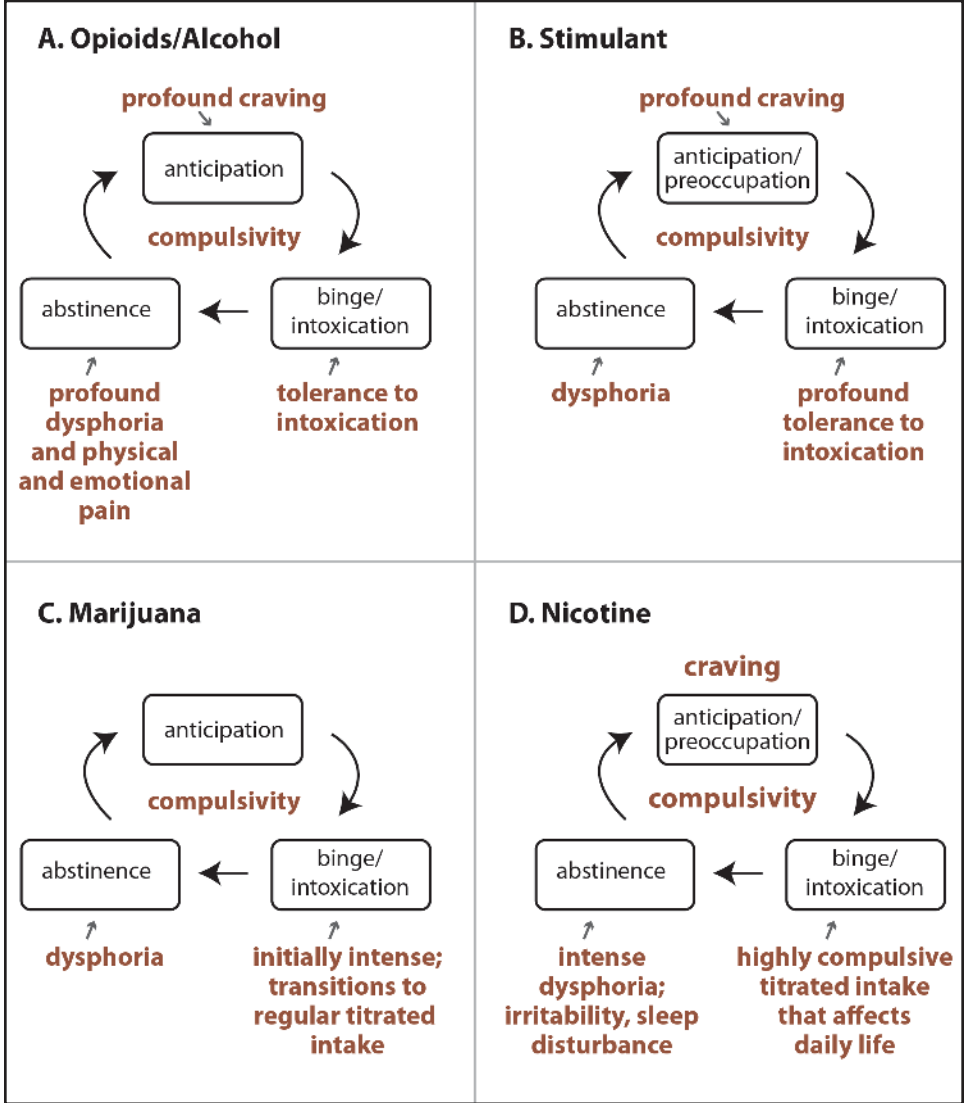 A. Opioids/Alcohol
profound craving
anticipation
compulsivity
abstinence
binge/
intoxication
profound
dysphoria
and physical
and emotional
pain
tolerance to
intoxication
B. Stimulant
profound craving
anticipation/
preoccupation
compulsivity
abstinence
binge/
intoxication
dysphoria
profound
tolerance to
intoxication
C. Marijuana
anticipation
compulsivity
abstinence
binge/
intoxication
dysphoria
initially intense;
transitions to
regular titrated
intake
D. Nicotine
craving
anticipation/
preoccupation
compulsivity
abstinence
binge/
intoxication
intense
dysphoria;
irritability, sleep
disturbance
highly compulsive
titrated intake
that affects
daily life